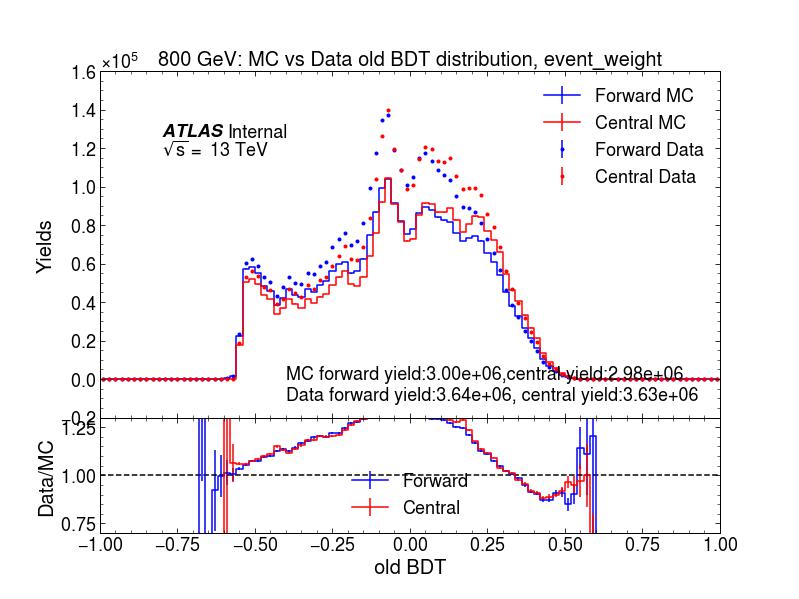 ×10⁵
800 GeV: MC vs Data old BDT distribution, event_weight
1.6
1.4
1.2
1.0
0.8
0.6
0.4
0.2
0.0
0.2
Yields
ATLAS Internal
√s = 13 TeV
Forward MC
Central MC
Forward Data
Central Data
MC forward yield:3.00e+06,central yield:2.98e+06
Data forward yield:3.64e+06, central yield:3.63e+06
1.25
1.00
0.75
Data/MC
Forward
Central
−1.00 −0.75 −0.50 −0.25 0.00 0.25 0.50 0.75 1.00
old BDT